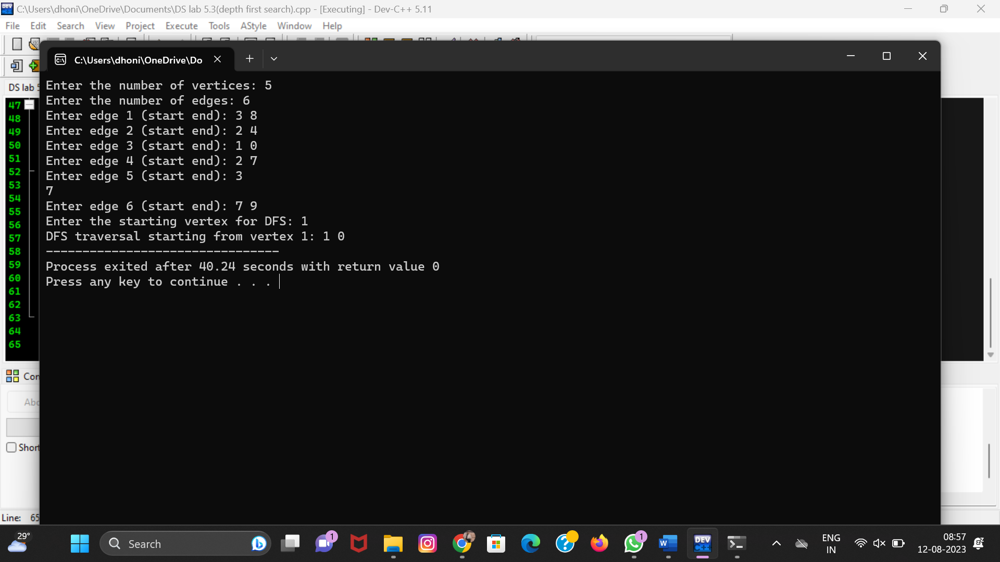 C:\Users\dhoni\OneDrive\Documents\DS lab 5.3(depth first search).cpp - [Executing] - Dev-C++ 5.11
File Edit Search View Project Execute Tools AStyle Window Help
C:\Users\dhoni\OneDrive\Do
DS lab
Enter the number of vertices: 5
Enter the number of edges: 6
Enter edge 1 (start end): 3 8
Enter edge 2 (start end): 2 4
Enter edge 3 (start end): 1 0
Enter edge 4 (start end): 2 7
Enter edge 5 (start end): 3
7
Enter edge 6 (start end): 7 9
Enter the starting vertex for DFS: 1
DFS traversal starting from vertex 1: 1 0
--------------------------------
Process exited after 40.24 seconds with return value 0
Press any key to continue . . .
47
48
49
50
51
52
53
54
55
56
57
58
59
60
61
62
63
64
65
Con
Abo
Short
Line: 65
29°
Search
1
1
W
DEV
C++
ENG
IN
08:57
12-08-2023